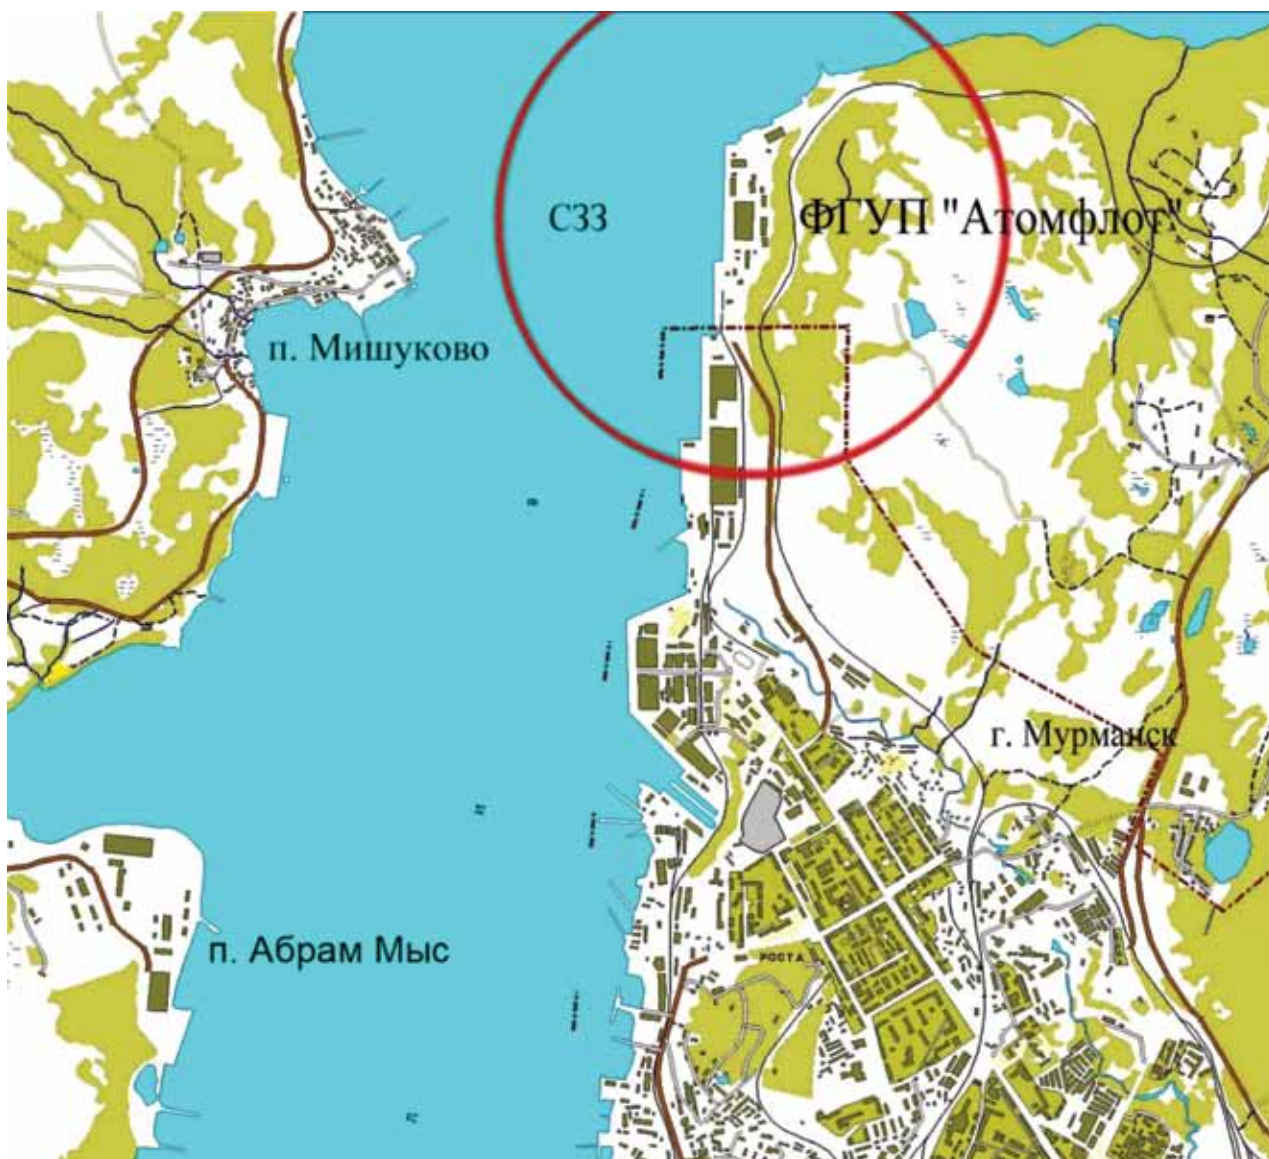 СЗЗ
ФГУП "Атомфлот"
п. Мишуково
г. Мурманск
п. Абрам Мыс
РОСТА